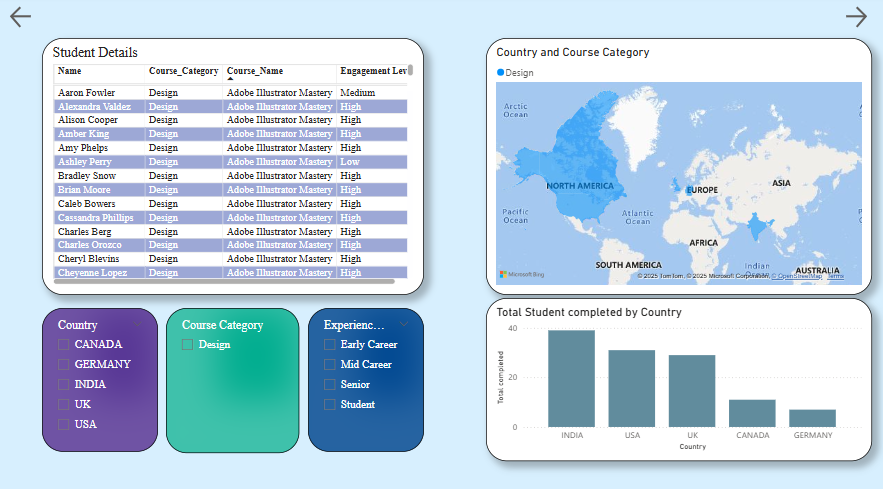 Student Details
Name Course_Category Course_Name Engagement Lev
Aaron Fowler Design Adobe Illustrator Mastery Medium
Alexandra Valdez Design Adobe Illustrator Mastery High
Alison Cooper Design Adobe Illustrator Mastery High
Amber King Design Adobe Illustrator Mastery High
Amy Phelps Design Adobe Illustrator Mastery High
Ashley Perry Design Adobe Illustrator Mastery Low
Bradley Snow Design Adobe Illustrator Mastery High
Brian Moore Design Adobe Illustrator Mastery High
Caleb Bowers Design Adobe Illustrator Mastery High
Cassandra Phillips Design Adobe Illustrator Mastery High
Charles Berg Design Adobe Illustrator Mastery High
Charles Orozco Design Adobe Illustrator Mastery High
Cheryl Blevins Design Adobe Illustrator Mastery High
Cheyenne Lopez Design Adobe Illustrator Mastery High
Country
CANADA
GERMANY
INDIA
UK
USA
Course Category
Design
Experienc...
Early Career
Mid Career
Senior
Student
Country and Course Category
Design
Arctic
Ocean
Arctic
Ocean
NORTH AMERICA
EUROPE
ASIA
Pacific
Ocean
Atlantic
Ocean
AFRICA
SOUTH AMERICA
Indian
Ocean
AUSTRALIA
Microsoft Bing
© 2025 TomTom, © 2025 Microsoft Corporation, © OpenStreetMap Terms
Total Student completed by Country
Total completed
40
20
0
INDIA USA UK CANADA GERMANY
Country